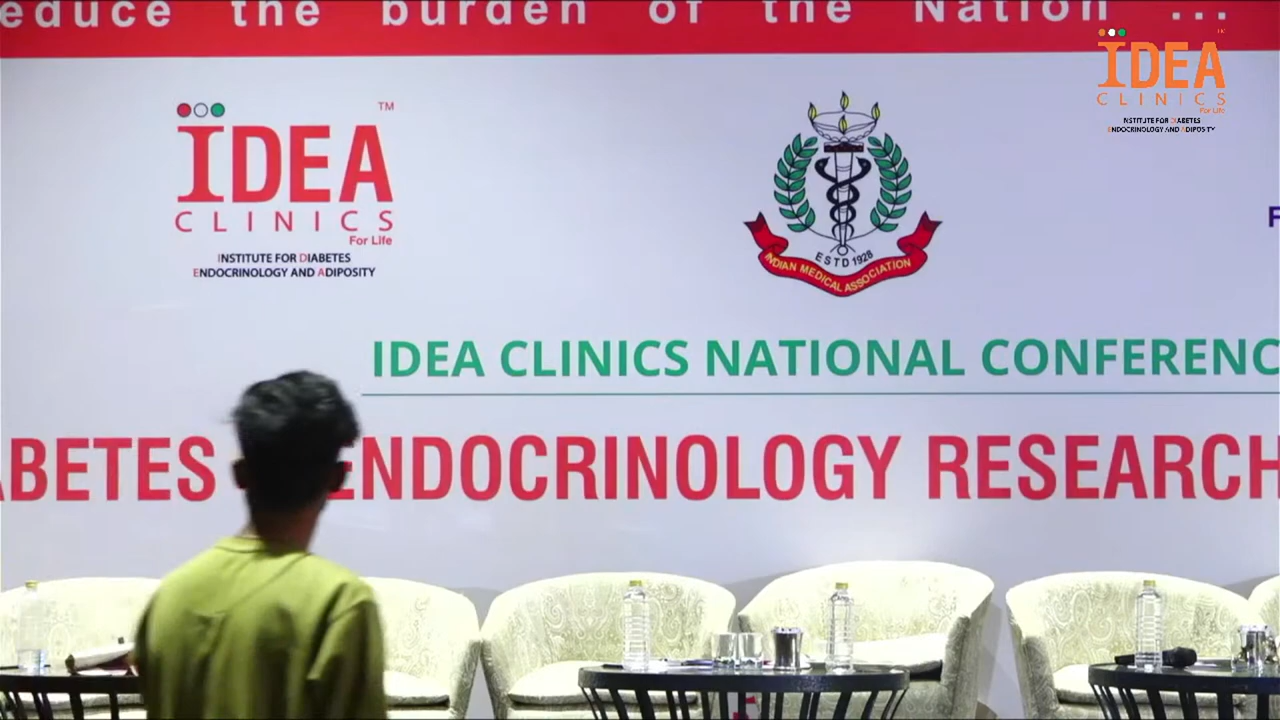 educe the burden of the Nation ...
IDEA
CLINICS
For Life
INSTITUTE FOR DIABETES
ENDOCRINOLOGY AND ADIPOSITY
TM
ESTD 1928
INDIAN MEDICAL ASSOCIATION
IDEA
CLINICS
For Life
INSTITUTE FOR DIABETES
ENDOCRINOLOGY AND ADIPOSITY
F
IDEA CLINICS NATIONAL CONFERENC
ABETES ENDOCRINOLOGY RESEARCH